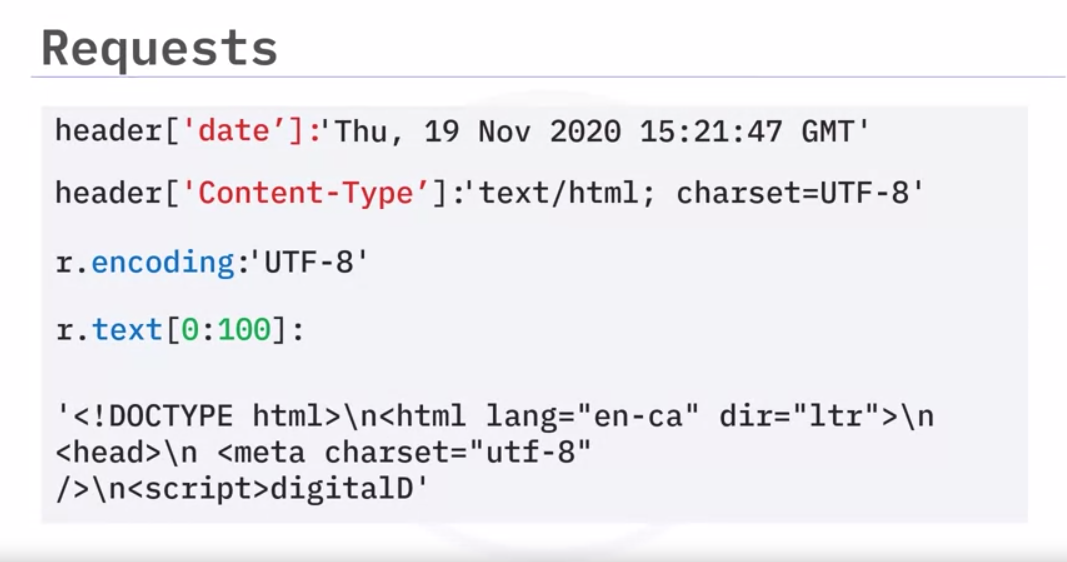 Requests
header['date’]:'Thu, 19 Nov 2020 15:21:47 GMT'
header['Content-Type’]:'text/html; charset=UTF-8'
r.encoding:'UTF-8'
r.text[0:100]:
'<!DOCTYPE html>\n<html lang="en-ca" dir="ltr">\n
<head>\n <meta charset="utf-8"
/>\n<script>digitalD'